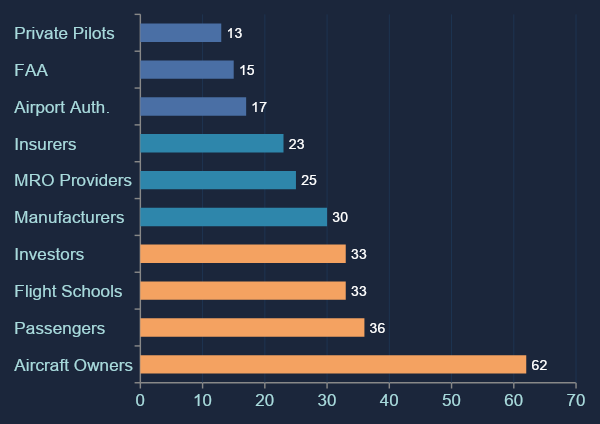 Private Pilots 13
FAA 15
Airport Auth. 17
Insurers 23
MRO Providers 25
Manufacturers 30
Investors 33
Flight Schools 33
Passengers 36
Aircraft Owners 62
0 10 20 30 40 50 60 70